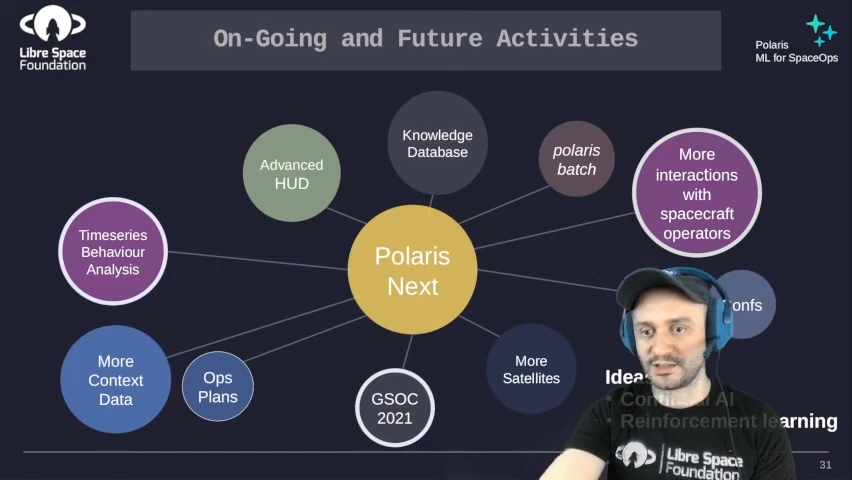 On-Going and Future Activities
Libre Space
Foundation
Polaris
ML for SpaceOps
Knowledge
Database
Advanced
HUD
polaris
batch
More
interactions
with
spacecraft
operators
Timeseries
Behaviour
Analysis
Polaris
Next
onfs
More
Context
Data
Ops
Plans
GSOC
2021
More
Satellites
Ideas
AI
• Reinforcement learning
Libre Space
Foundation
31